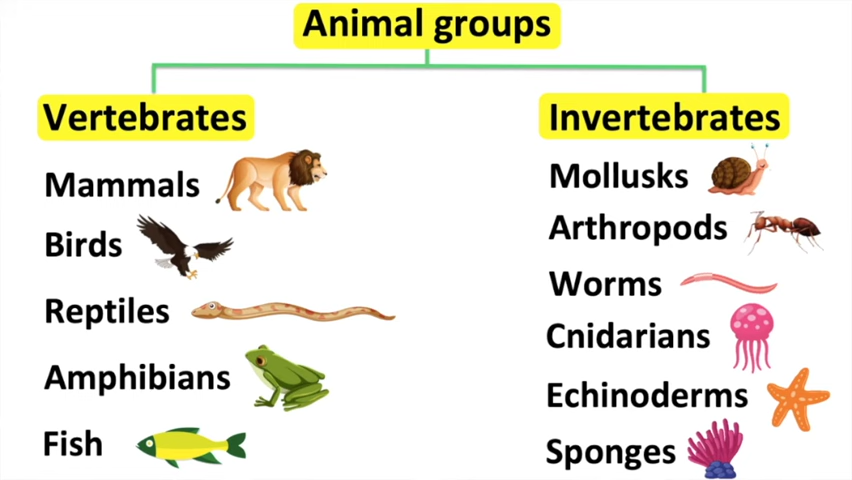 Animal groups
Vertebrates
Mammals
Birds
Reptiles
Amphibians
Fish
Invertebrates
Mollusks
Arthropods
Worms
Cnidarians
Echinoderms
Sponges